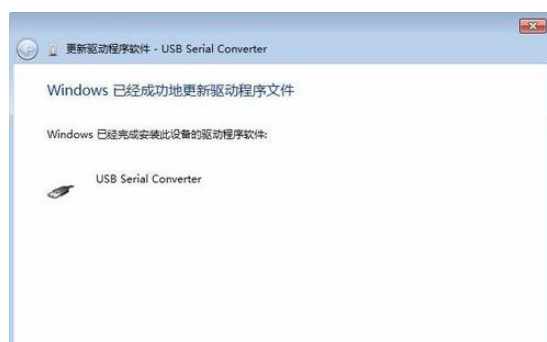 更新驱动程序软件 - USB Serial Converter
Windows 已经成功地更新驱动程序文件
Windows 已经完成安装此设备的驱动程序软件:
USB Serial Converter